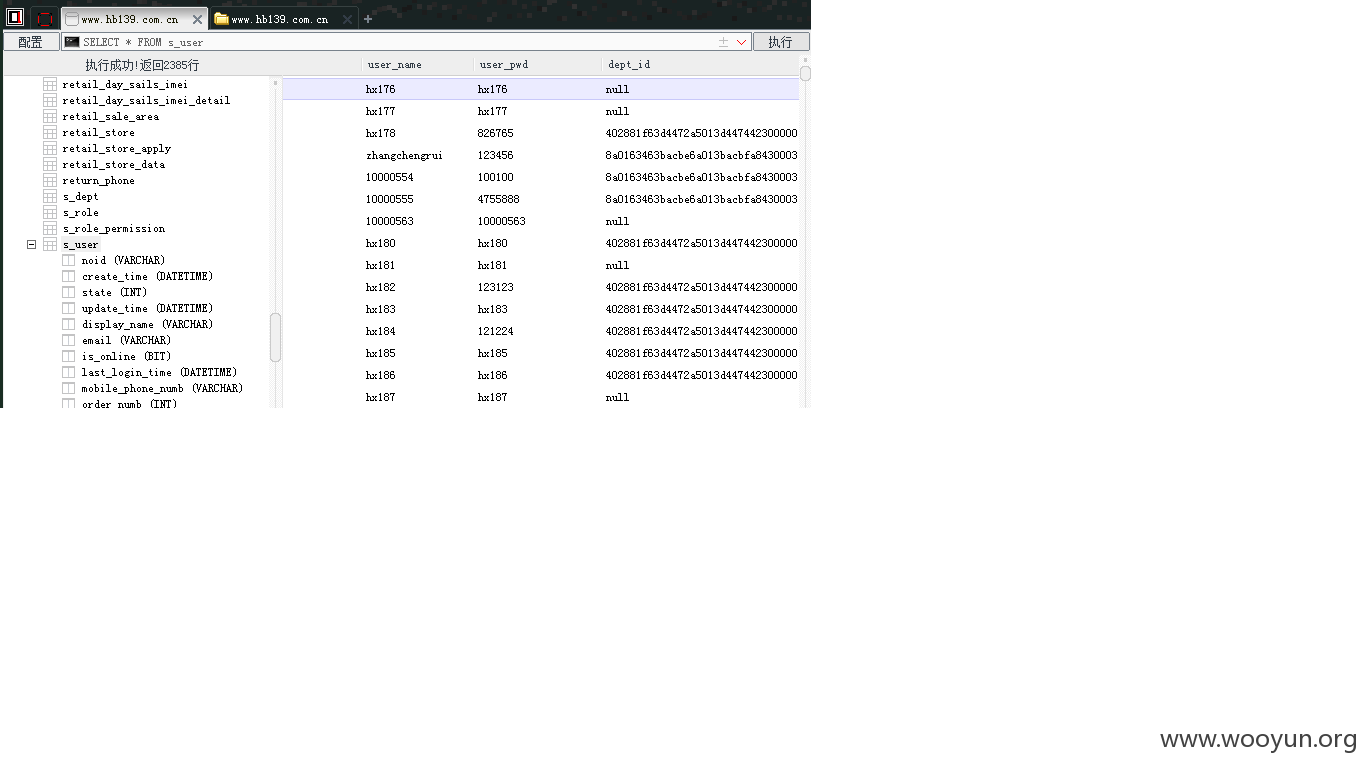 www.hb139.com.cn www.hb139.com.cn
配置 SELECT * FROM s_user 执行
执行成功!返回2385行 user_name user_pwd dept_id
retail_day_sails_imei
retail_day_sails_imei_detail
retail_sale_area
retail_store
retail_store_apply
retail_store_data
return_phone
s_dept
s_role
s_role_permission
s_user
noid (VARCHAR)
create_time (DATETIME)
state (INT)
update_time (DATETIME)
display_name (VARCHAR)
email (VARCHAR)
is_online (BIT)
last_login_time (DATETIME)
mobile_phone_numb (VARCHAR)
order_numb (INT)
hx176 hx176 null
hx177 hx177 null
hx178 826765 402881f63d4472a5013d447442300000
zhangchengrui 123456 8a0163463bacbe6a013bacbfa8430003
10000554 100100 8a0163463bacbe6a013bacbfa8430003
10000555 4755888 8a0163463bacbe6a013bacbfa8430003
10000563 10000563 null
hx180 hx180 402881f63d4472a5013d447442300000
hx181 hx181 null
hx182 123123 402881f63d4472a5013d447442300000
hx183 hx183 402881f63d4472a5013d447442300000
hx184 121224 402881f63d4472a5013d447442300000
hx185 hx185 402881f63d4472a5013d447442300000
hx186 hx186 402881f63d4472a5013d447442300000
hx187 hx187 null
www.wooyun.org